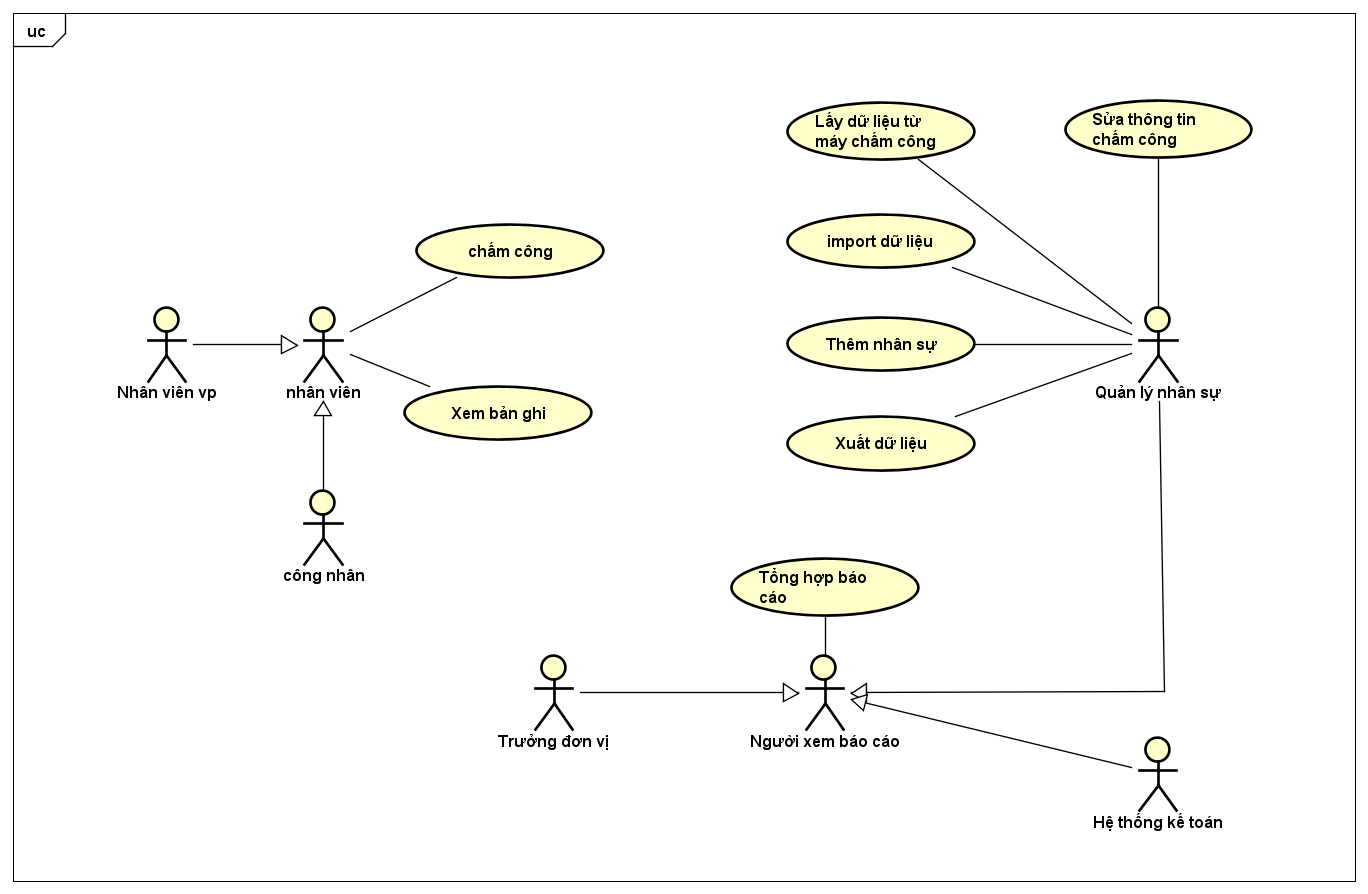 uc
Lấy dữ liệu từ
máy chấm công
Sửa thông tin
chấm công
import dữ liệu
chấm công
Thêm nhân sự
Nhân viên vp
nhân viên
Quản lý nhân sự
Xem bản ghi
Xuất dữ liệu
công nhân
Tổng hợp báo
cáo
Trưởng đơn vị
Người xem báo cáo
Hệ thống kế toán